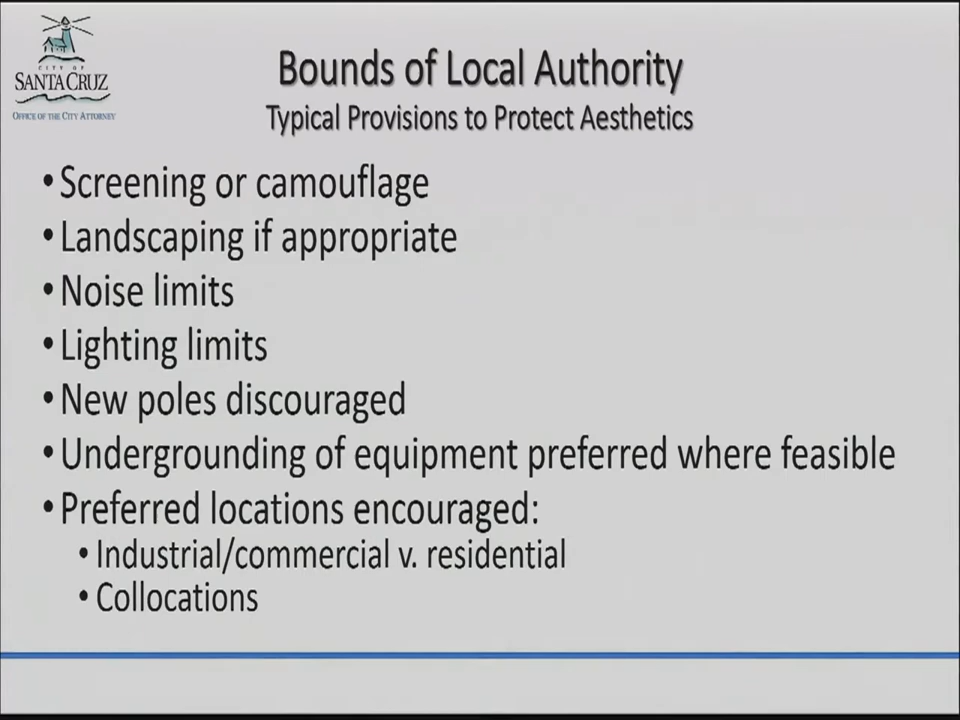 CITY OF
SANTA CRUZ
OFFICE OF THE CITY ATTORNEY
Bounds of Local Authority
Typical Provisions to Protect Aesthetics
• Screening or camouflage
• Landscaping if appropriate
• Noise limits
• Lighting limits
• New poles discouraged
• Undergrounding of equipment preferred where feasible
• Preferred locations encouraged:
• Industrial/commercial v. residential
• Collocations